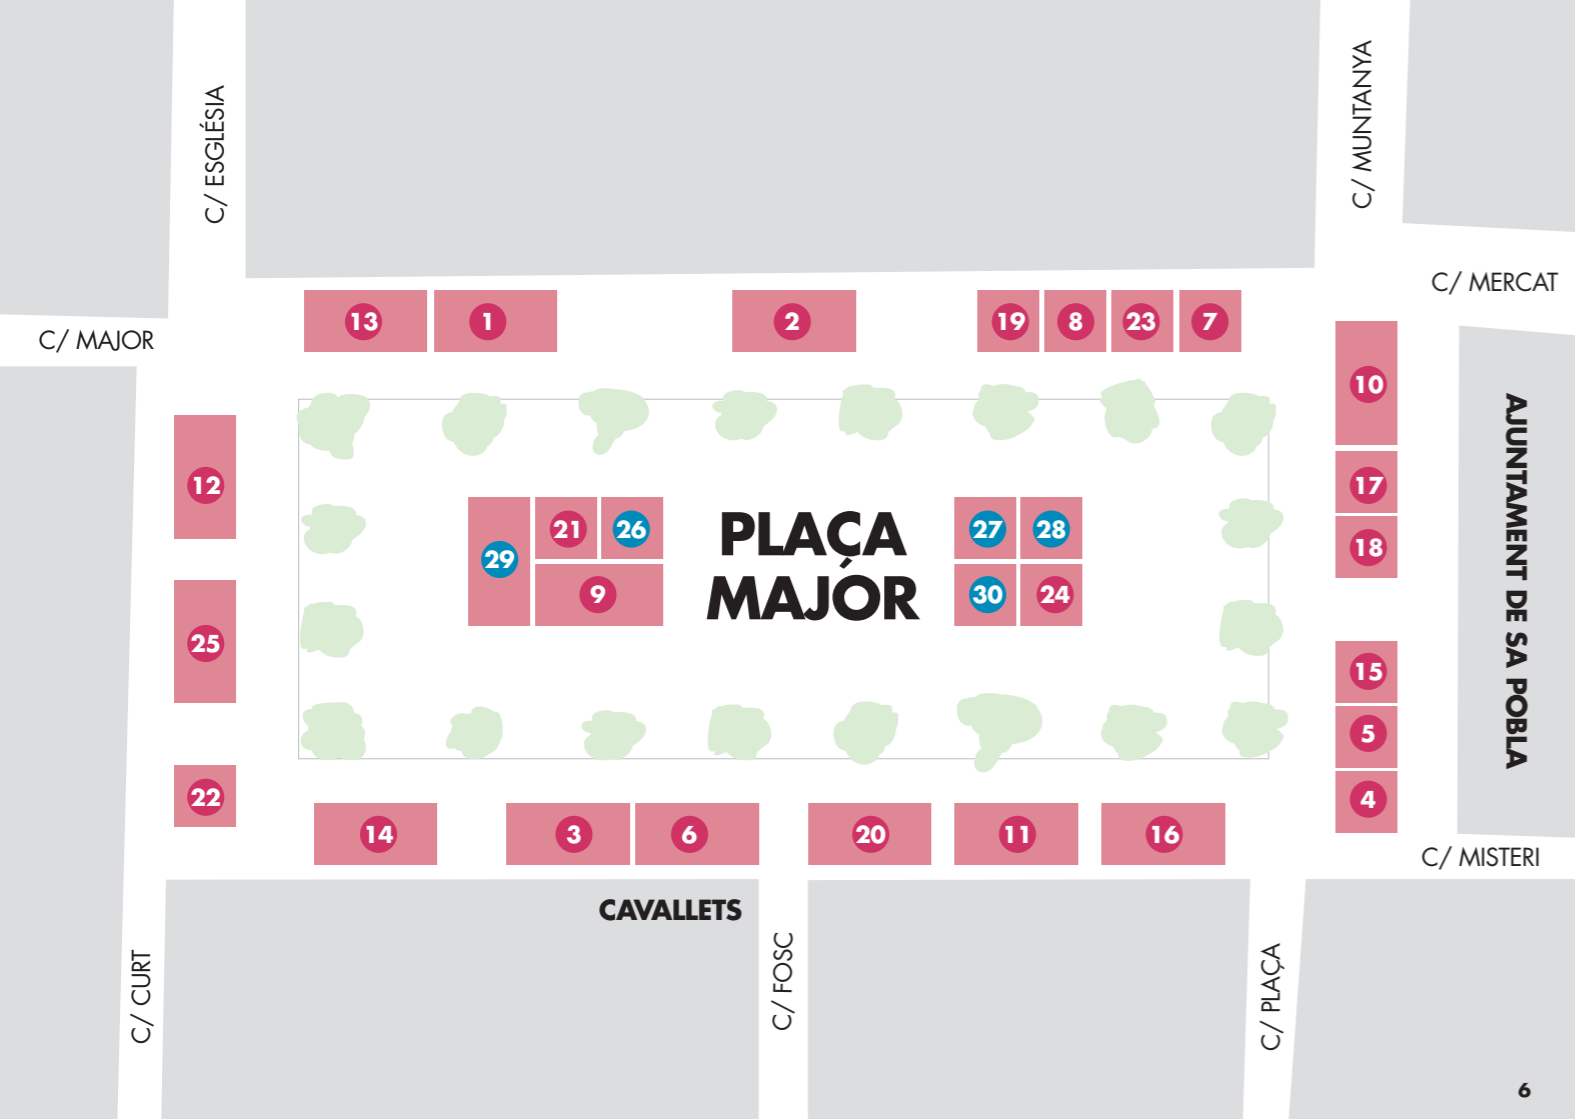 C/ ESGLÉSIA
C/ MUNTANYA
C/ MERCAT
C/ MAJOR
13
1
2
19
8
23
7
10
12
17
18
21
26
29
9
PLAÇA
MAJOR
27
28
30
24
AJUNTAMENT DE SA POBLA
25
15
5
4
22
14
3
6
20
11
16
C/ MISTERI
CAVALLETS
C/ CURT
C/ FOSC
C/ PLAÇA
6